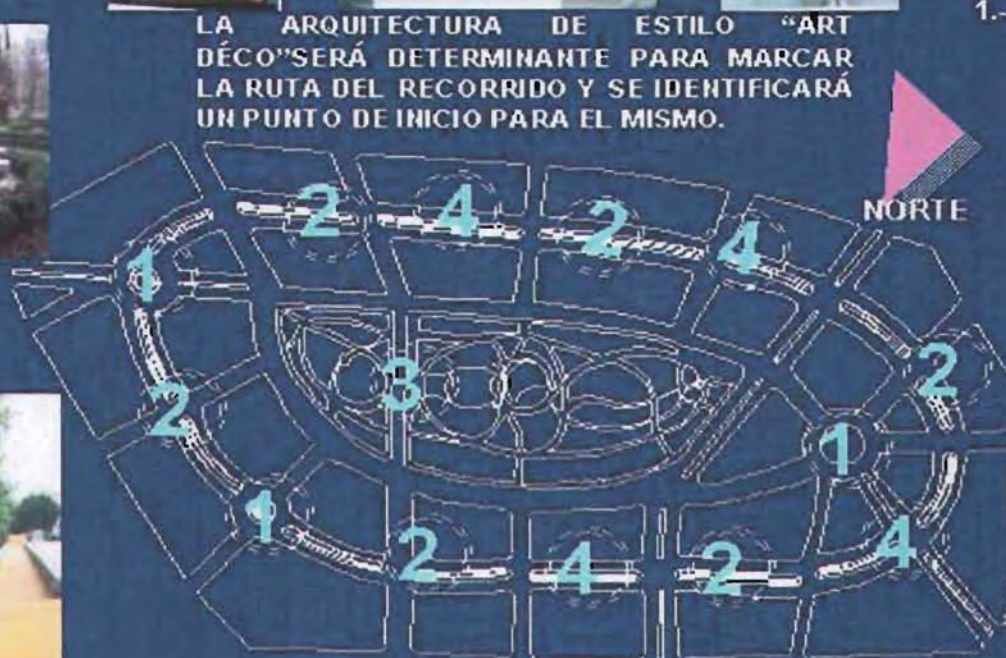 1.-
LA ARQUITECTURA DE ESTILO “ART
DÉCO”SERÁ DETERMINANTE PARA MARCAR
LA RUTA DEL RECORRIDO Y SE IDENTIFICARÁ
UN PUNTO DE INICIO PARA EL MISMO.
NORTE
2 4 2 4
1
3 2
2 1
1
2 4 2 4